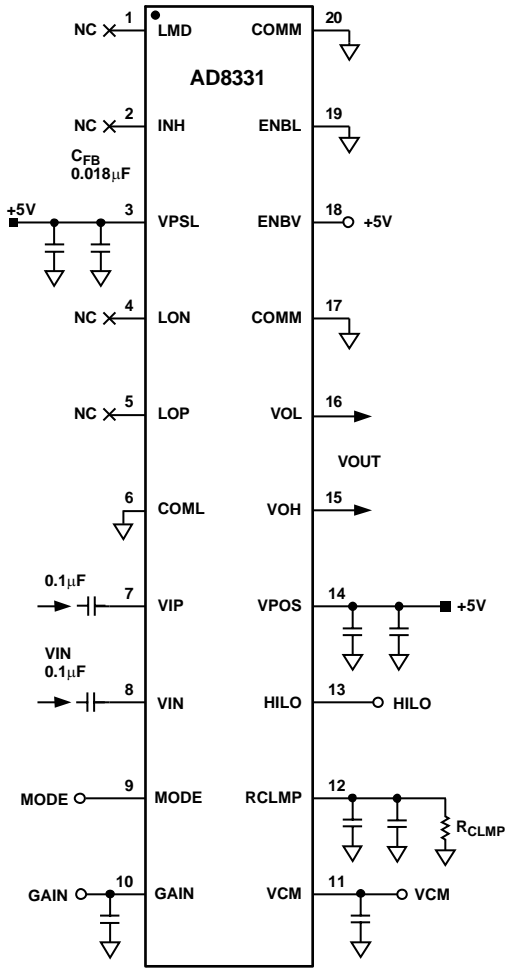 1 20
NC LMD COMM
AD8331
2 19
NC INH ENBL
C_FB
0.018µF
+5V 3 18
VPSL ENBV +5V
4 17
NC LON COMM
5 16
NC LOP VOL
VOUT
6 15
COML VOH
0.1µF
7 14
VIP VPOS +5V
VIN
0.1µF
8 13
VIN HILO HILO
9 12
MODE MODE RCLMP
R_CLMP
10 11
GAIN GAIN VCM VCM